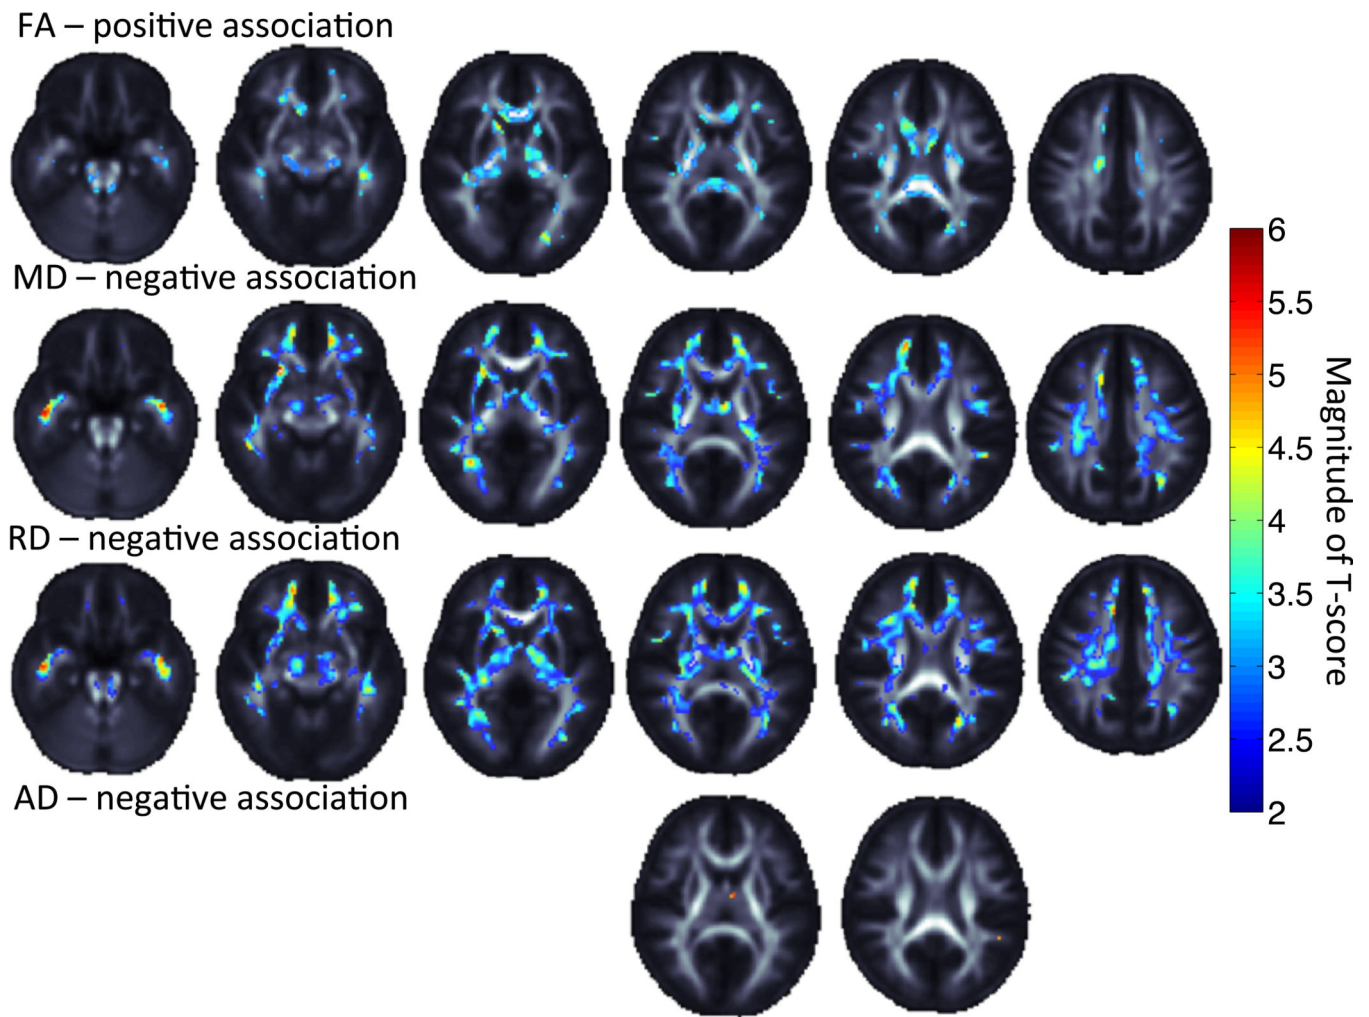 FA – positive association
MD – negative association
RD – negative association
AD – negative association
6
5.5
5
4.5
4
3.5
3
2.5
2
Magnitude of T-score